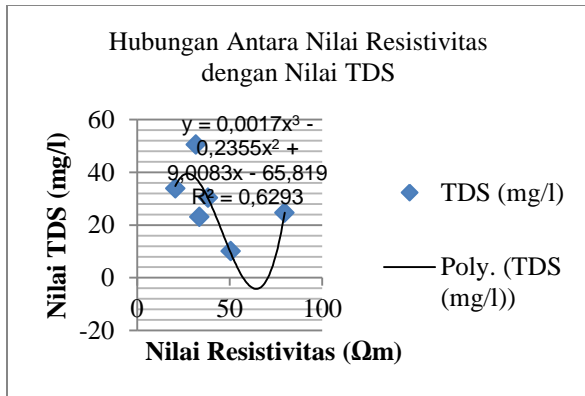 Hubungan Antara Nilai Resistivitas
dengan Nilai TDS
60
40
20
0
-20
0
50
100
Nilai TDS (mg/l)
Nilai Resistivitas (Ωm)
y = 0,0017x³ -
0,2355x² +
9,0083x - 65,819
R² = 0,6293
TDS (mg/l)
Poly. (TDS
(mg/l))